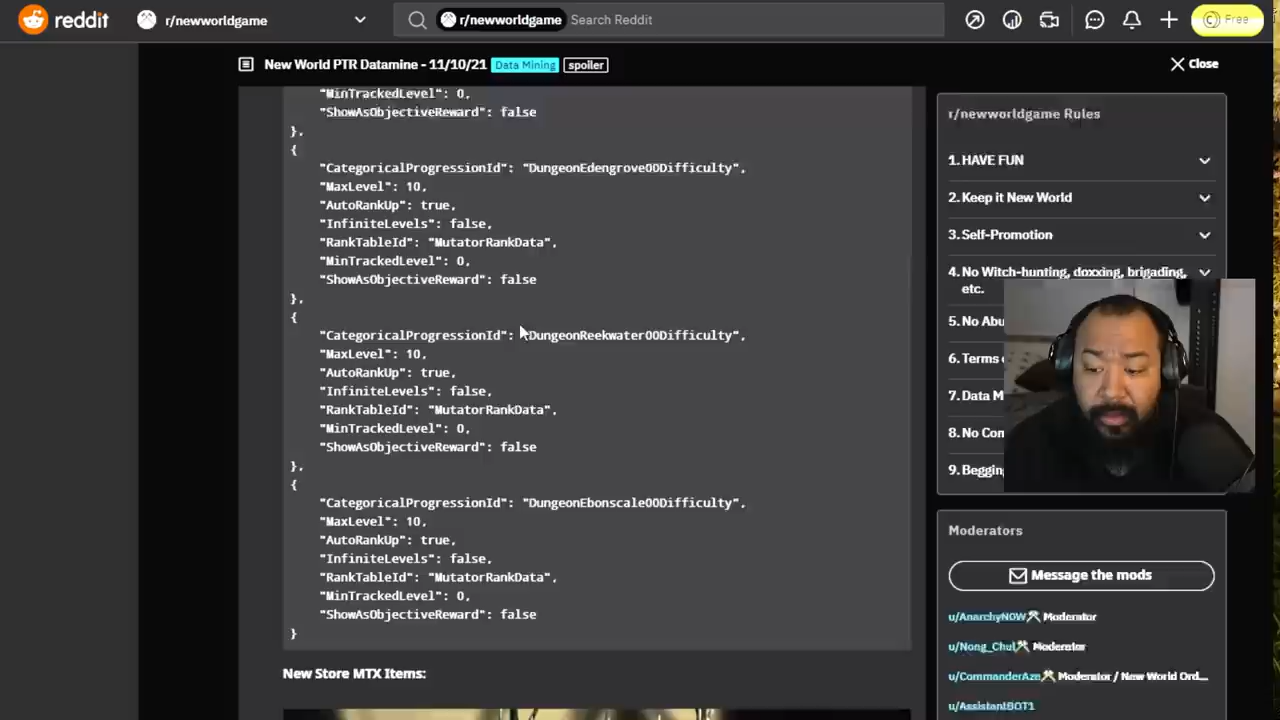 reddit
r/newworldgame
r/newworldgame Search Reddit
Free
New World PTR Datamine - 11/10/21 Data Mining spoiler
Close
"MinTrackedLevel": 0,
"ShowAsObjectiveReward": false
},
{
"CategoricalProgressionId": "DungeonEdengrove00Difficulty",
"MaxLevel": 10,
"AutoRankUp": true,
"InfiniteLevels": false,
"RankTableId": "MutatorRankData",
"MinTrackedLevel": 0,
"ShowAsObjectiveReward": false
},
{
"CategoricalProgressionId": "DungeonReekwater00Difficulty",
"MaxLevel": 10,
"AutoRankUp": true,
"InfiniteLevels": false,
"RankTableId": "MutatorRankData",
"MinTrackedLevel": 0,
"ShowAsObjectiveReward": false
},
{
"CategoricalProgressionId": "DungeonEbonscale00Difficulty",
"MaxLevel": 10,
"AutoRankUp": true,
"InfiniteLevels": false,
"RankTableId": "MutatorRankData",
"MinTrackedLevel": 0,
"ShowAsObjectiveReward": false
}
New Store MTX Items:
r/newworldgame Rules
1. HAVE FUN
2. Keep it New World
3. Self-Promotion
4. No Witch-hunting, doxxing, brigading,
etc.
5. No Abu
6. Terms
7. Data M
8. No Con
9. Begging
Moderators
Message the mods
u/AnarchyNOW Moderator
u/Nong_Chul Moderator
u/CommanderAze Moderator / New World Ord...
u/AssistantBOT1